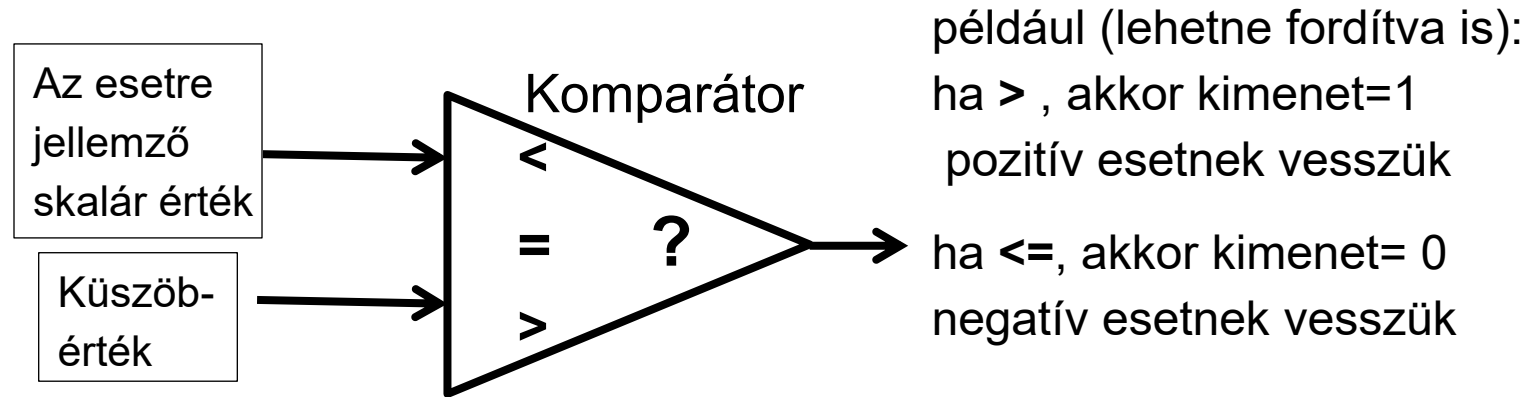 Az esetre
jellemző
skalár érték
Küszöb-
érték
Komparátor
<
= ?
>
például (lehetne fordítva is):
ha > , akkor kimenet=1
pozitív esetnek vesszük
ha <=, akkor kimenet= 0
negatív esetnek vesszük